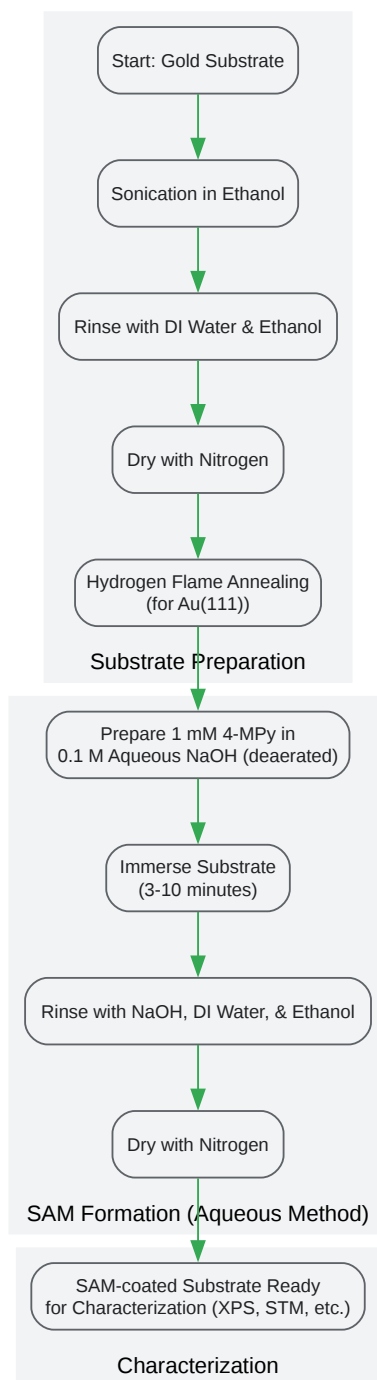 Start: Gold Substrate
Sonication in Ethanol
Rinse with DI Water & Ethanol
Dry with Nitrogen
Hydrogen Flame Annealing
(for Au(111))
Substrate Preparation
Prepare 1 mM 4-MPy in
0.1 M Aqueous NaOH (deaerated)
Immerse Substrate
(3-10 minutes)
Rinse with NaOH, DI Water, & Ethanol
Dry with Nitrogen
SAM Formation (Aqueous Method)
SAM-coated Substrate Ready
for Characterization (XPS, STM, etc.)
Characterization